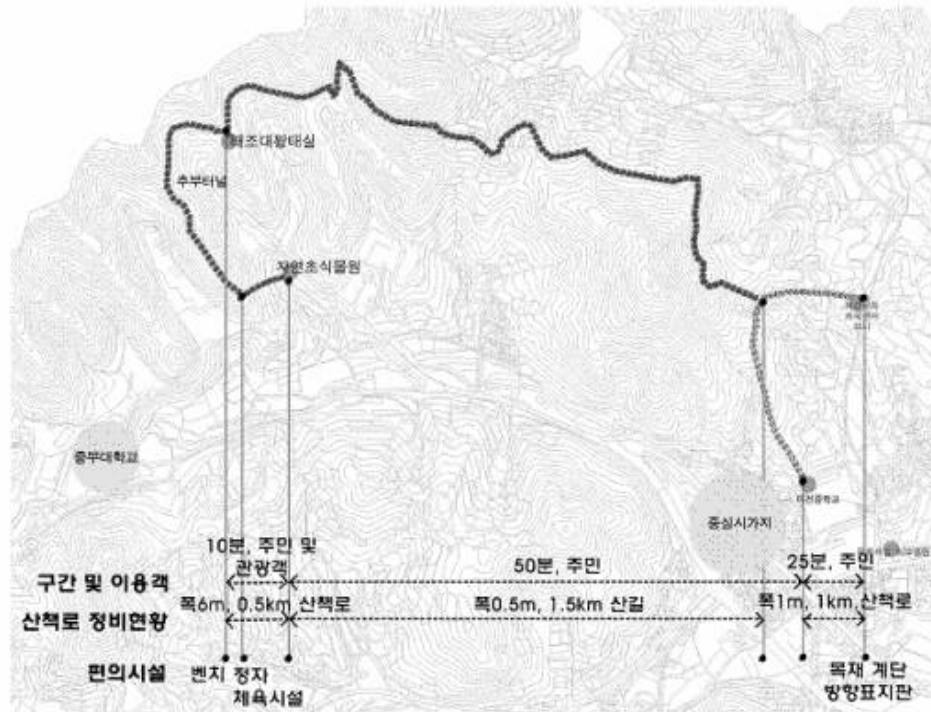 태조대왕태실
추부터널
자연초식물원
중부대학교
중심시가지
구간 및 이용객
10분, 주민 및
관광객
50분, 주민
25분, 주민
산책로 정비현황
폭6m, 0.5km 산책로
폭0.5m, 1.5km 산길
폭1m, 1km 산책로
편의시설
벤치 정자
체육시설
목재 계단
방향표지판